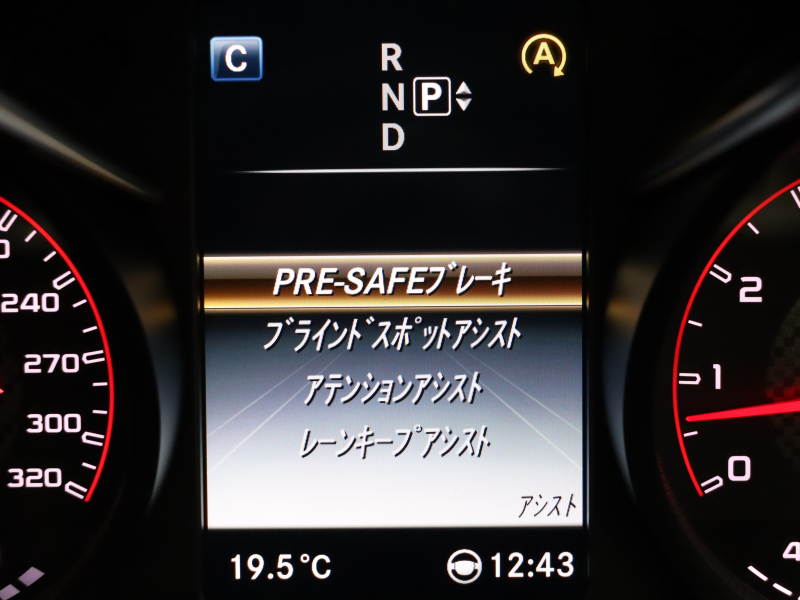 C
R
A
N P
D
PRE-SAFEブレーキ
ブラインドスポットアシスト
アテンションアシスト
レーンキープアシスト
アシスト
19.5°C
12:43
240
270
300
320
2
1
0